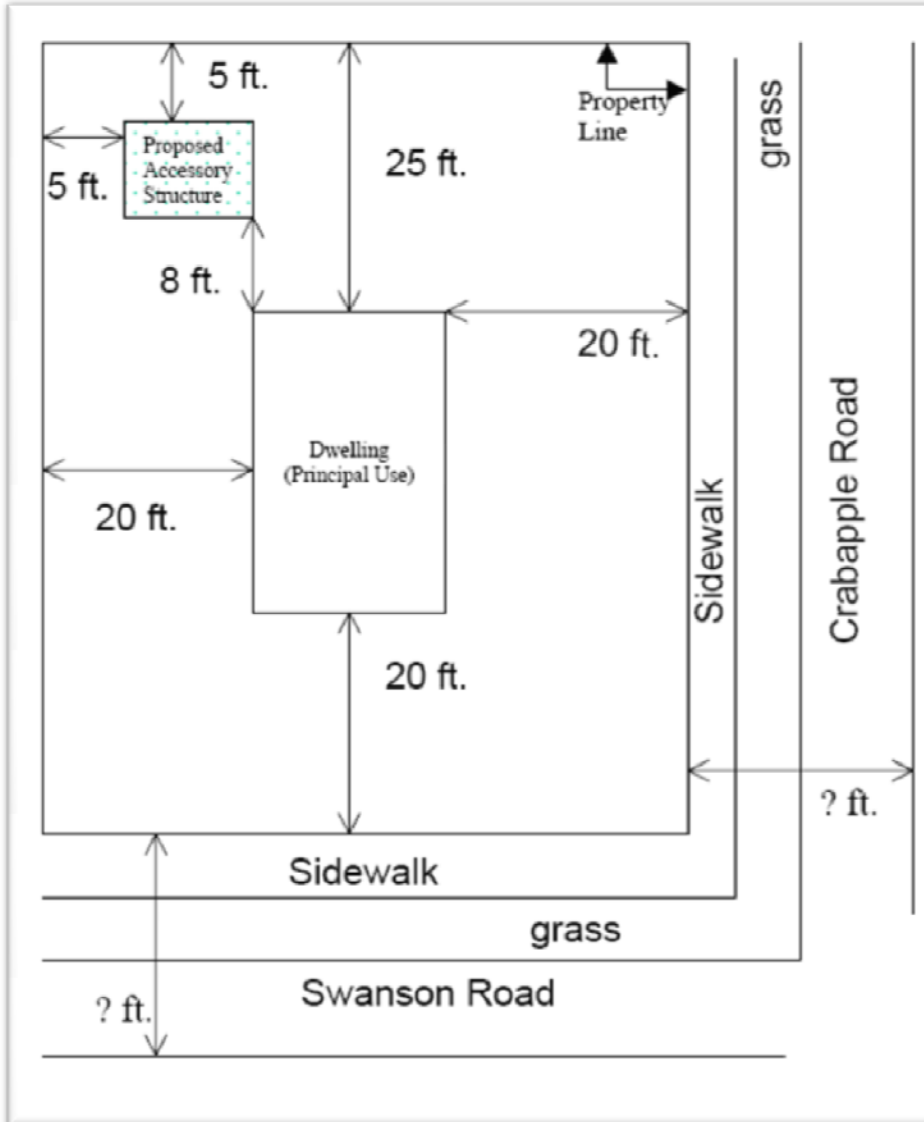 5 ft.
Property
Line
grass
Proposed
Accessory
Structure
25 ft.
5 ft.
8 ft.
20 ft.
Crabapple Road
Dwelling
(Principal Use)
Sidewalk
20 ft.
20 ft.
? ft.
Sidewalk
grass
Swanson Road
? ft.